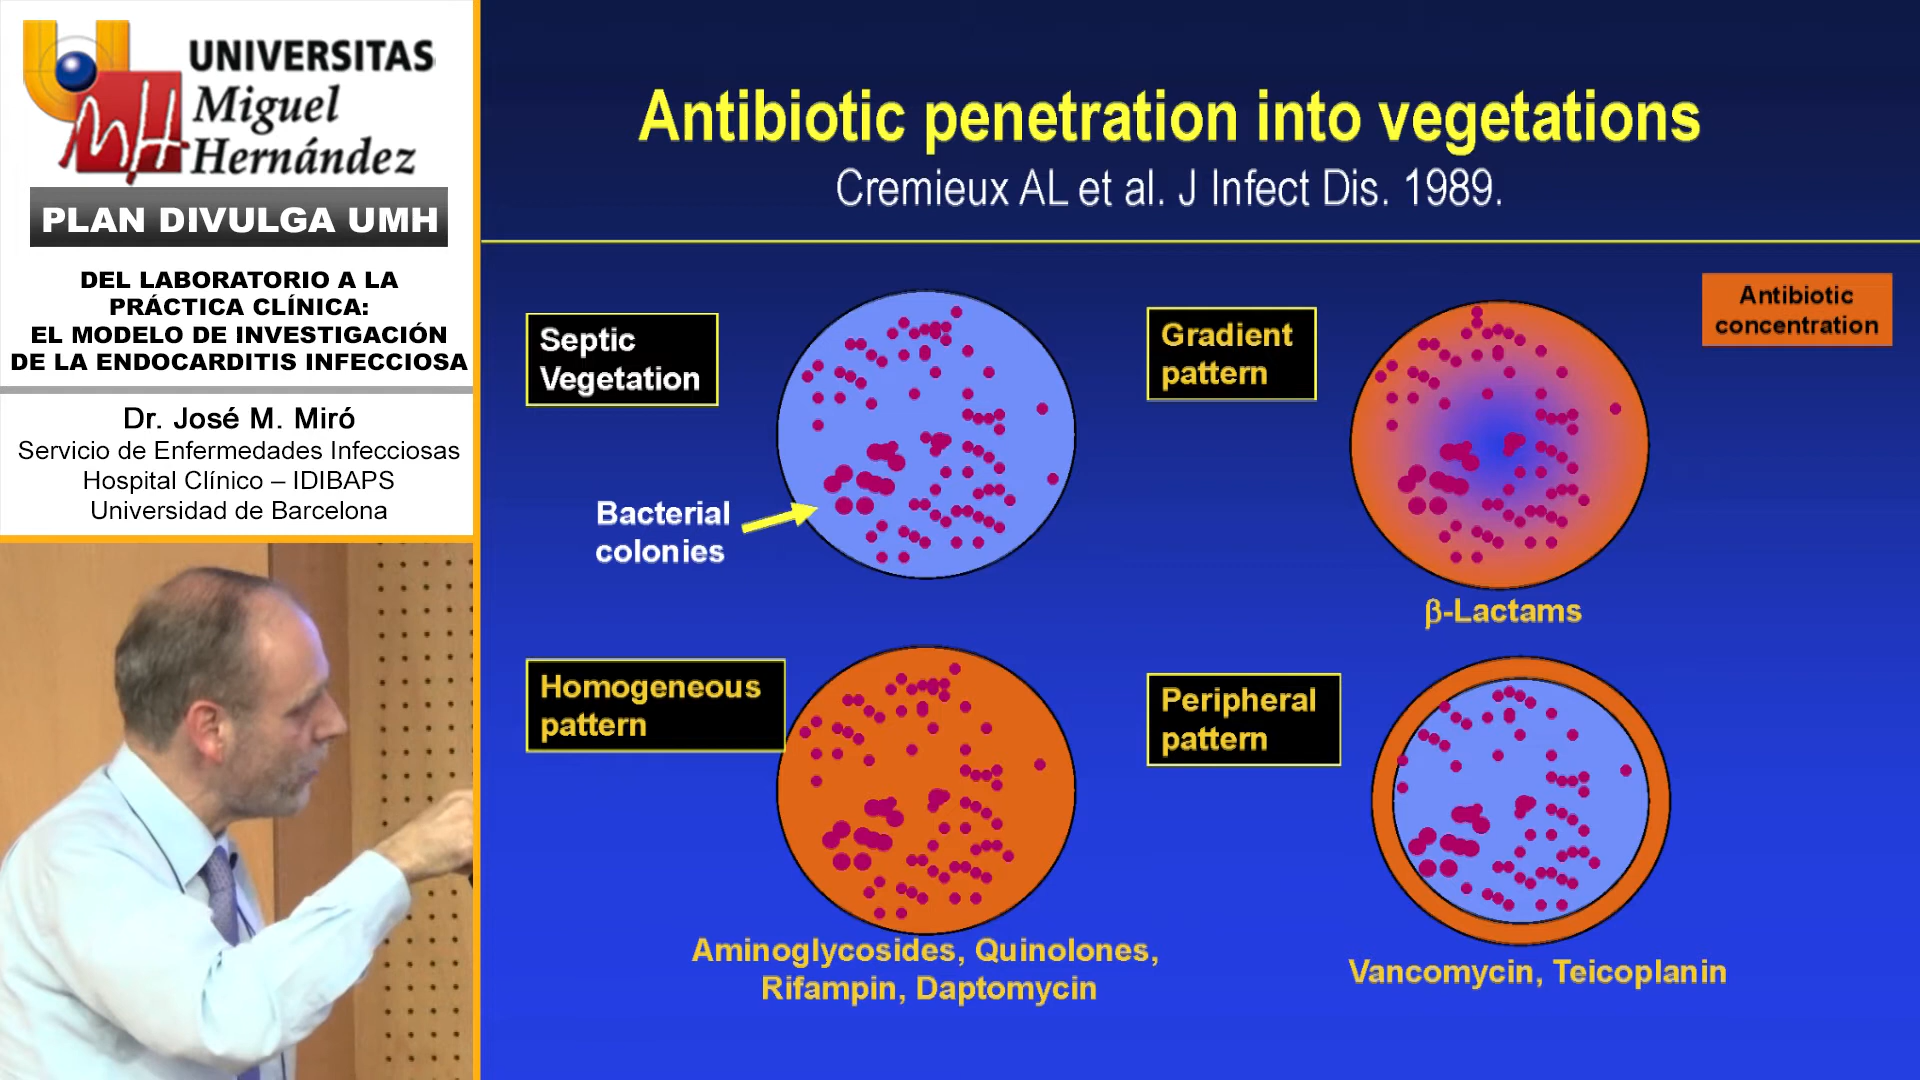 UNIVERSITAS
Miguel
Hernández
PLAN DIVULGA UMH
DEL LABORATORIO A LA
PRÁCTICA CLÍNICA:
EL MODELO DE INVESTIGACIÓN
DE LA ENDOCARDITIS INFECCIOSA
Dr. José M. Miró
Servicio de Enfermedades Infecciosas
Hospital Clínico – IDIBAPS
Universidad de Barcelona
Antibiotic penetration into vegetations
Cremieux AL et al. J Infect Dis. 1989.
Antibiotic
concentration
Septic
Vegetation
Bacterial
colonies
Gradient
pattern
β-Lactams
Homogeneous
pattern
Aminoglycosides, Quinolones,
Rifampin, Daptomycin
Peripheral
pattern
Vancomycin, Teicoplanin